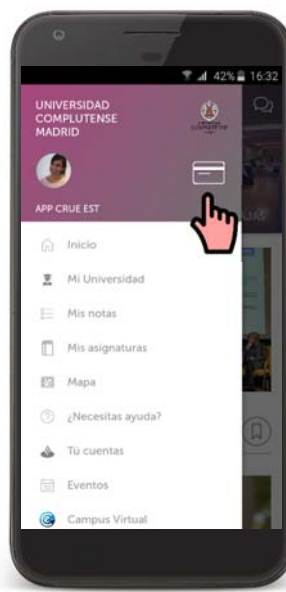 42% 16:32
UNIVERSIDAD
COMPLUTENSE
MADRID
APP CRUE EST
Inicio
Mi Universidad
Mis notas
Mis asignaturas
Mapa
¿Necesitas ayuda?
Tú cuentas
Eventos
Campus Virtual